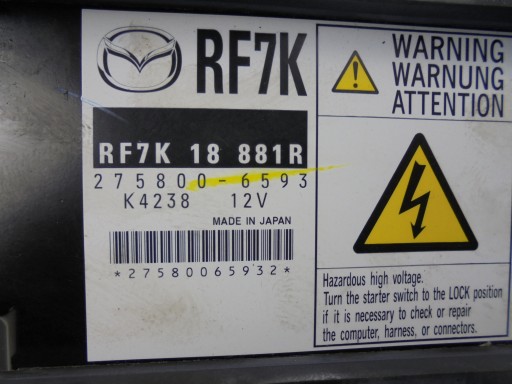 RF7K
RF7K 18 881R
275800-6593
K4238 12V
MADE IN JAPAN
*27580065932*
WARNING
WARNUNG
ATTENTION
Hazardous high voltage.
Turn the starter switch to the LOCK position
if it is necessary to check or repair
the computer, harness, or connectors.